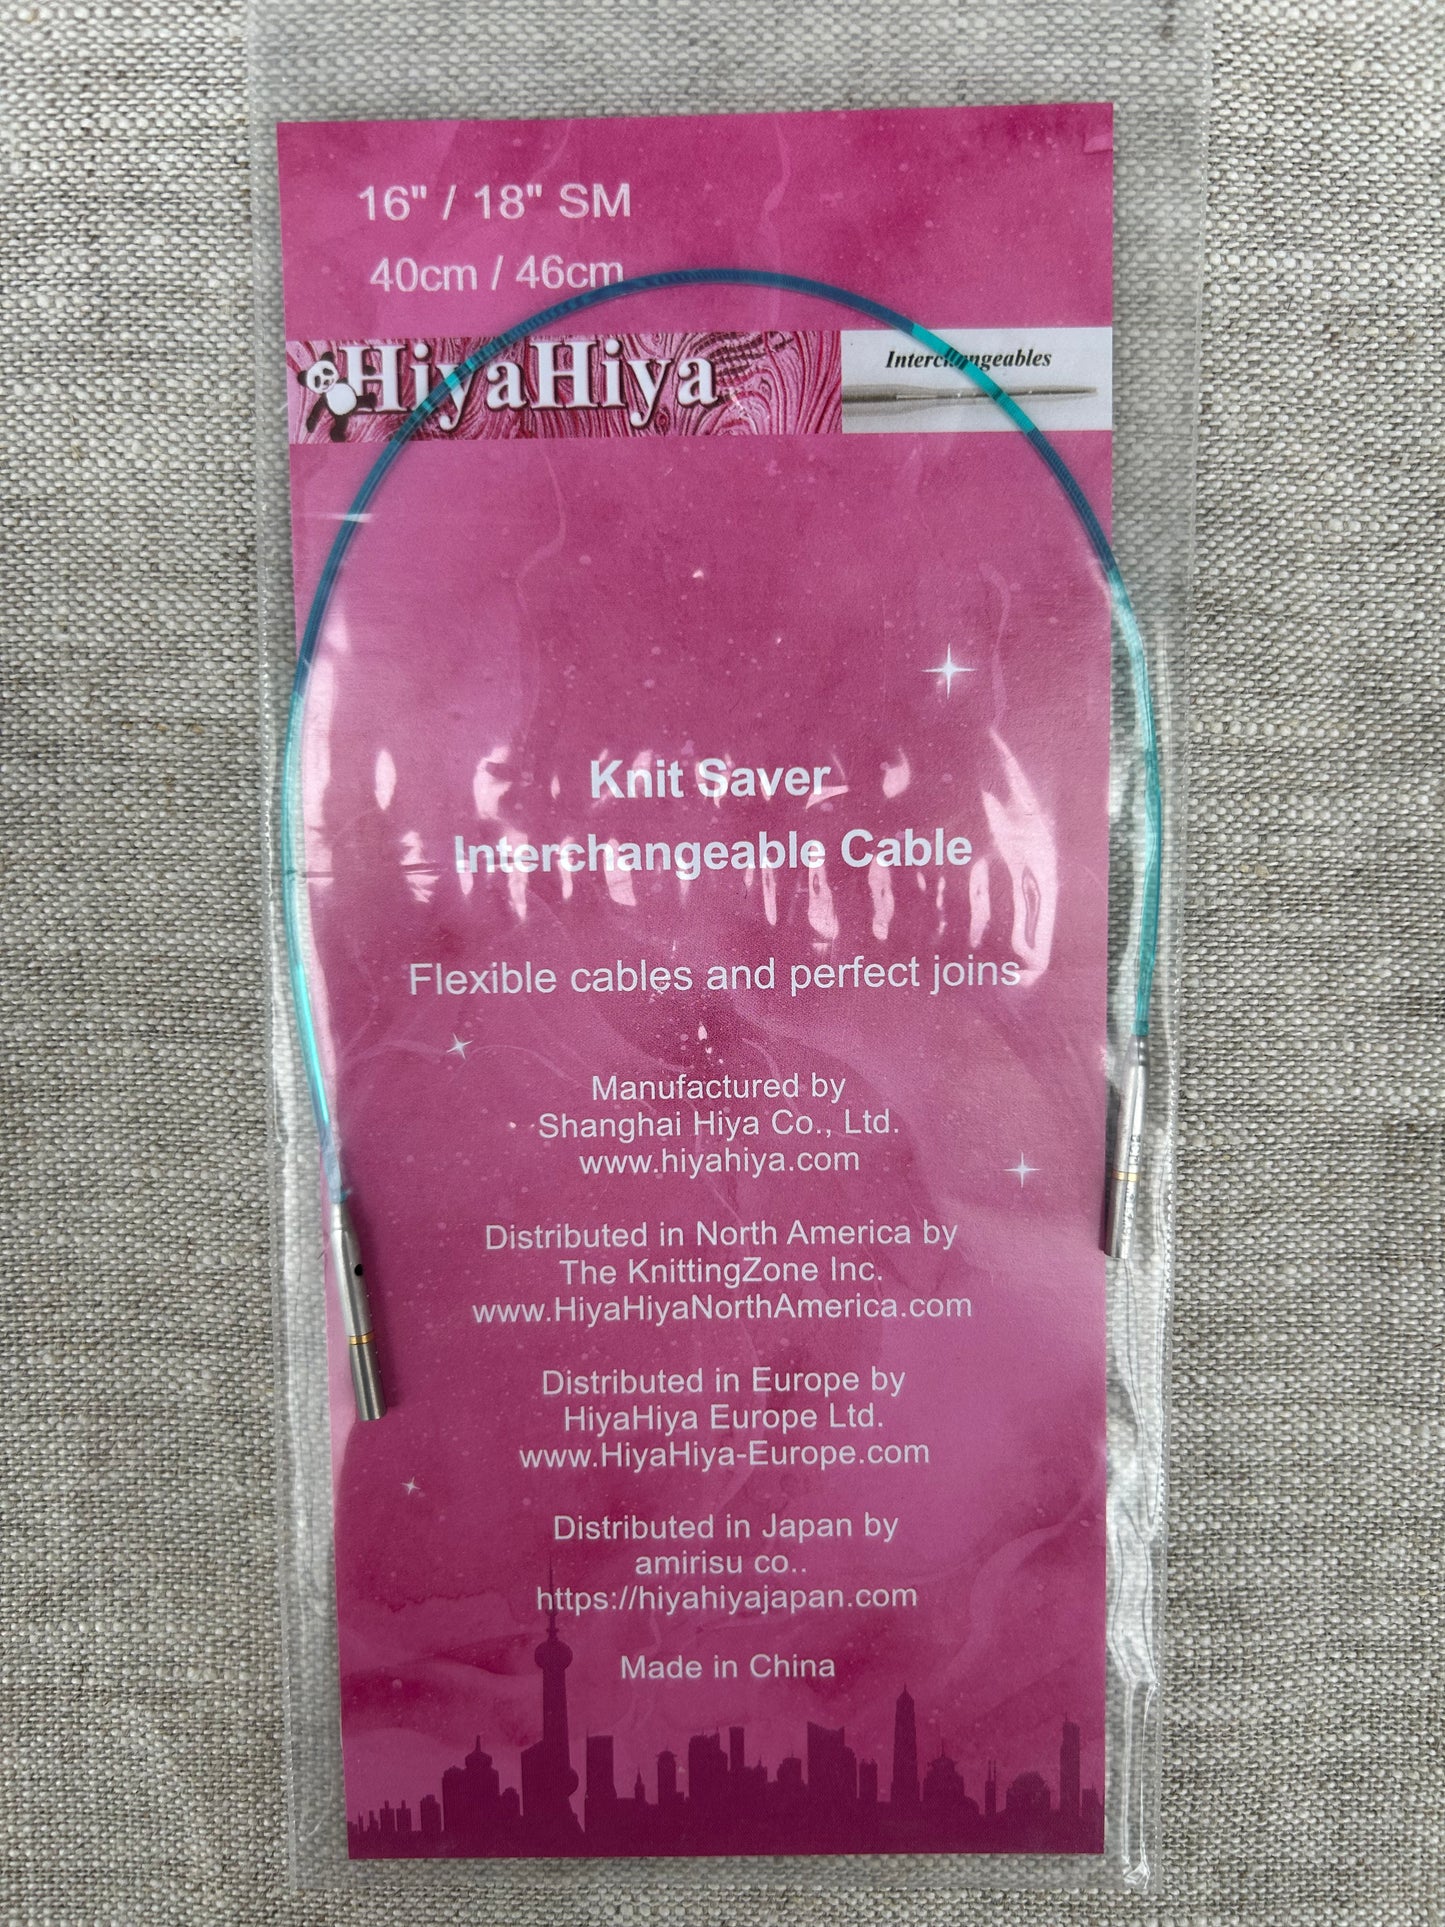 16" / 18" SM
40cm / 46cm
HiyaHiya
Interchangeables
Knit Saver
Interchangeable Cable
Flexible cables and perfect joins
Manufactured by
Shanghai Hiya Co., Ltd.
www.hiyahiya.com
Distributed in North America by
The KnittingZone Inc.
www.HiyaHiyaNorthAmerica.com
Distributed in Europe by
HiyaHiya Europe Ltd.
www.HiyaHiya-Europe.com
Distributed in Japan by
amirisu co..
https://hiyahiyajapan.com
Made in China